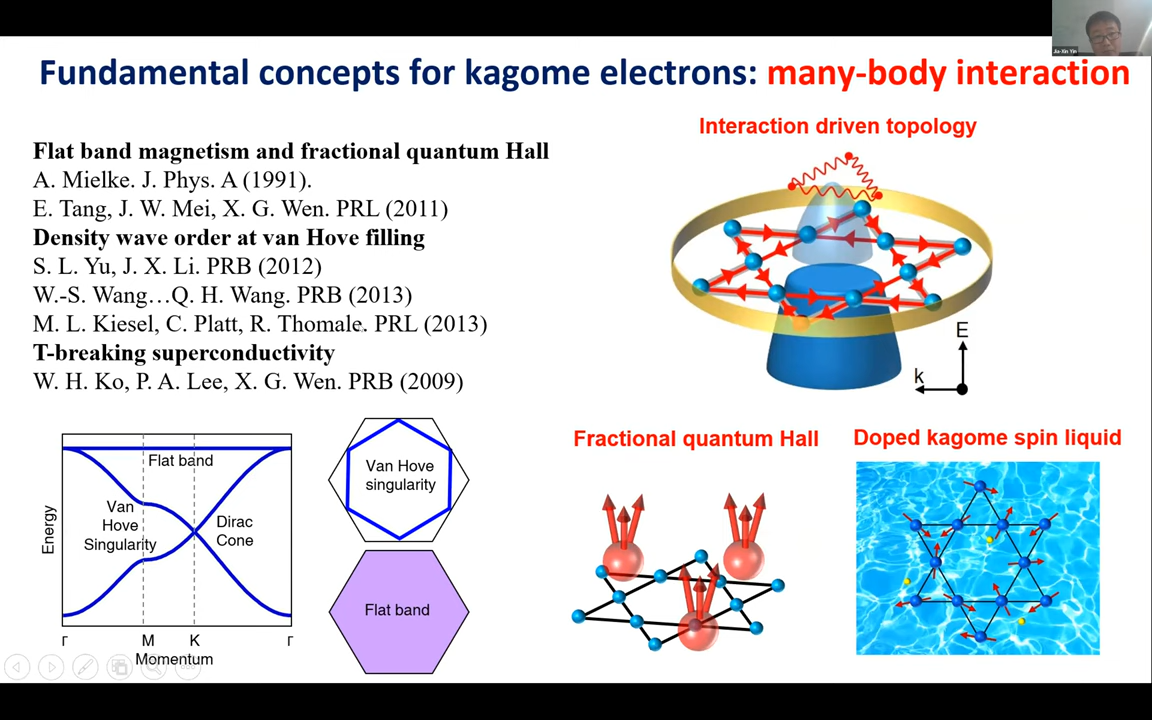 Jia-Xin Yin
Fundamental concepts for kagome electrons: many-body interaction
Flat band magnetism and fractional quantum Hall
A. Mielke. J. Phys. A (1991).
E. Tang, J. W. Mei, X. G. Wen. PRL (2011)
Density wave order at van Hove filling
S. L. Yu, J. X. Li. PRB (2012)
W.-S. Wang…Q. H. Wang. PRB (2013)
M. L. Kiesel, C. Platt, R. Thomale. PRL (2013)
T-breaking superconductivity
W. H. Ko, P. A. Lee, X. G. Wen. PRB (2009)
Interaction driven topology
E
k
Energy
Flat band
Van
Hove
Singularity
Dirac
Cone
Γ M K Γ
Momentum
Van Hove
singularity
Flat band
Fractional quantum Hall
Doped kagome spin liquid